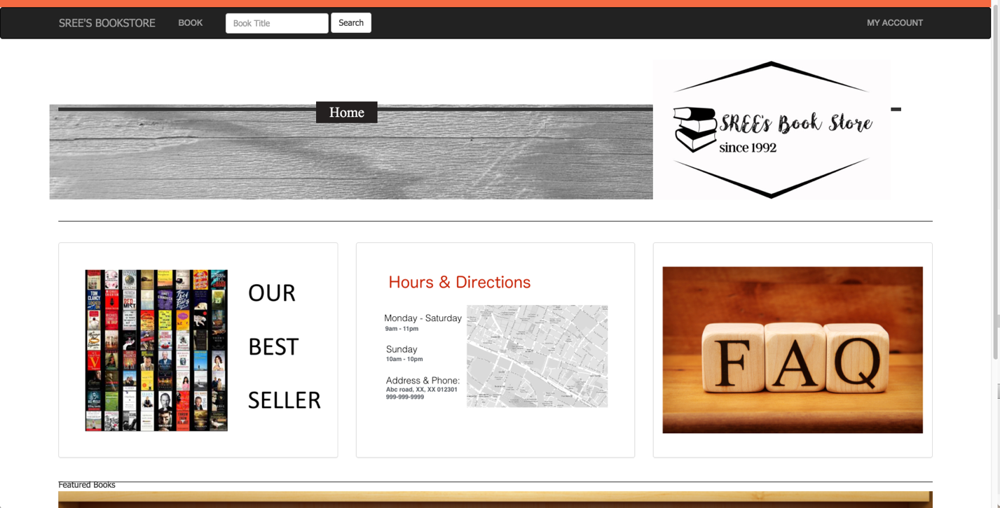 SREE'S BOOKSTORE BOOK Book Title Search MY ACCOUNT
Home
SREE's Book Store
since 1992
OUR
BEST
SELLER
TOM
CLANCY
Hours & Directions
Monday - Saturday
9am - 11pm
Sunday
10am - 10pm
Address & Phone:
Abc road, XX, XX 012301
999-999-9999
FAQ
Featured Books